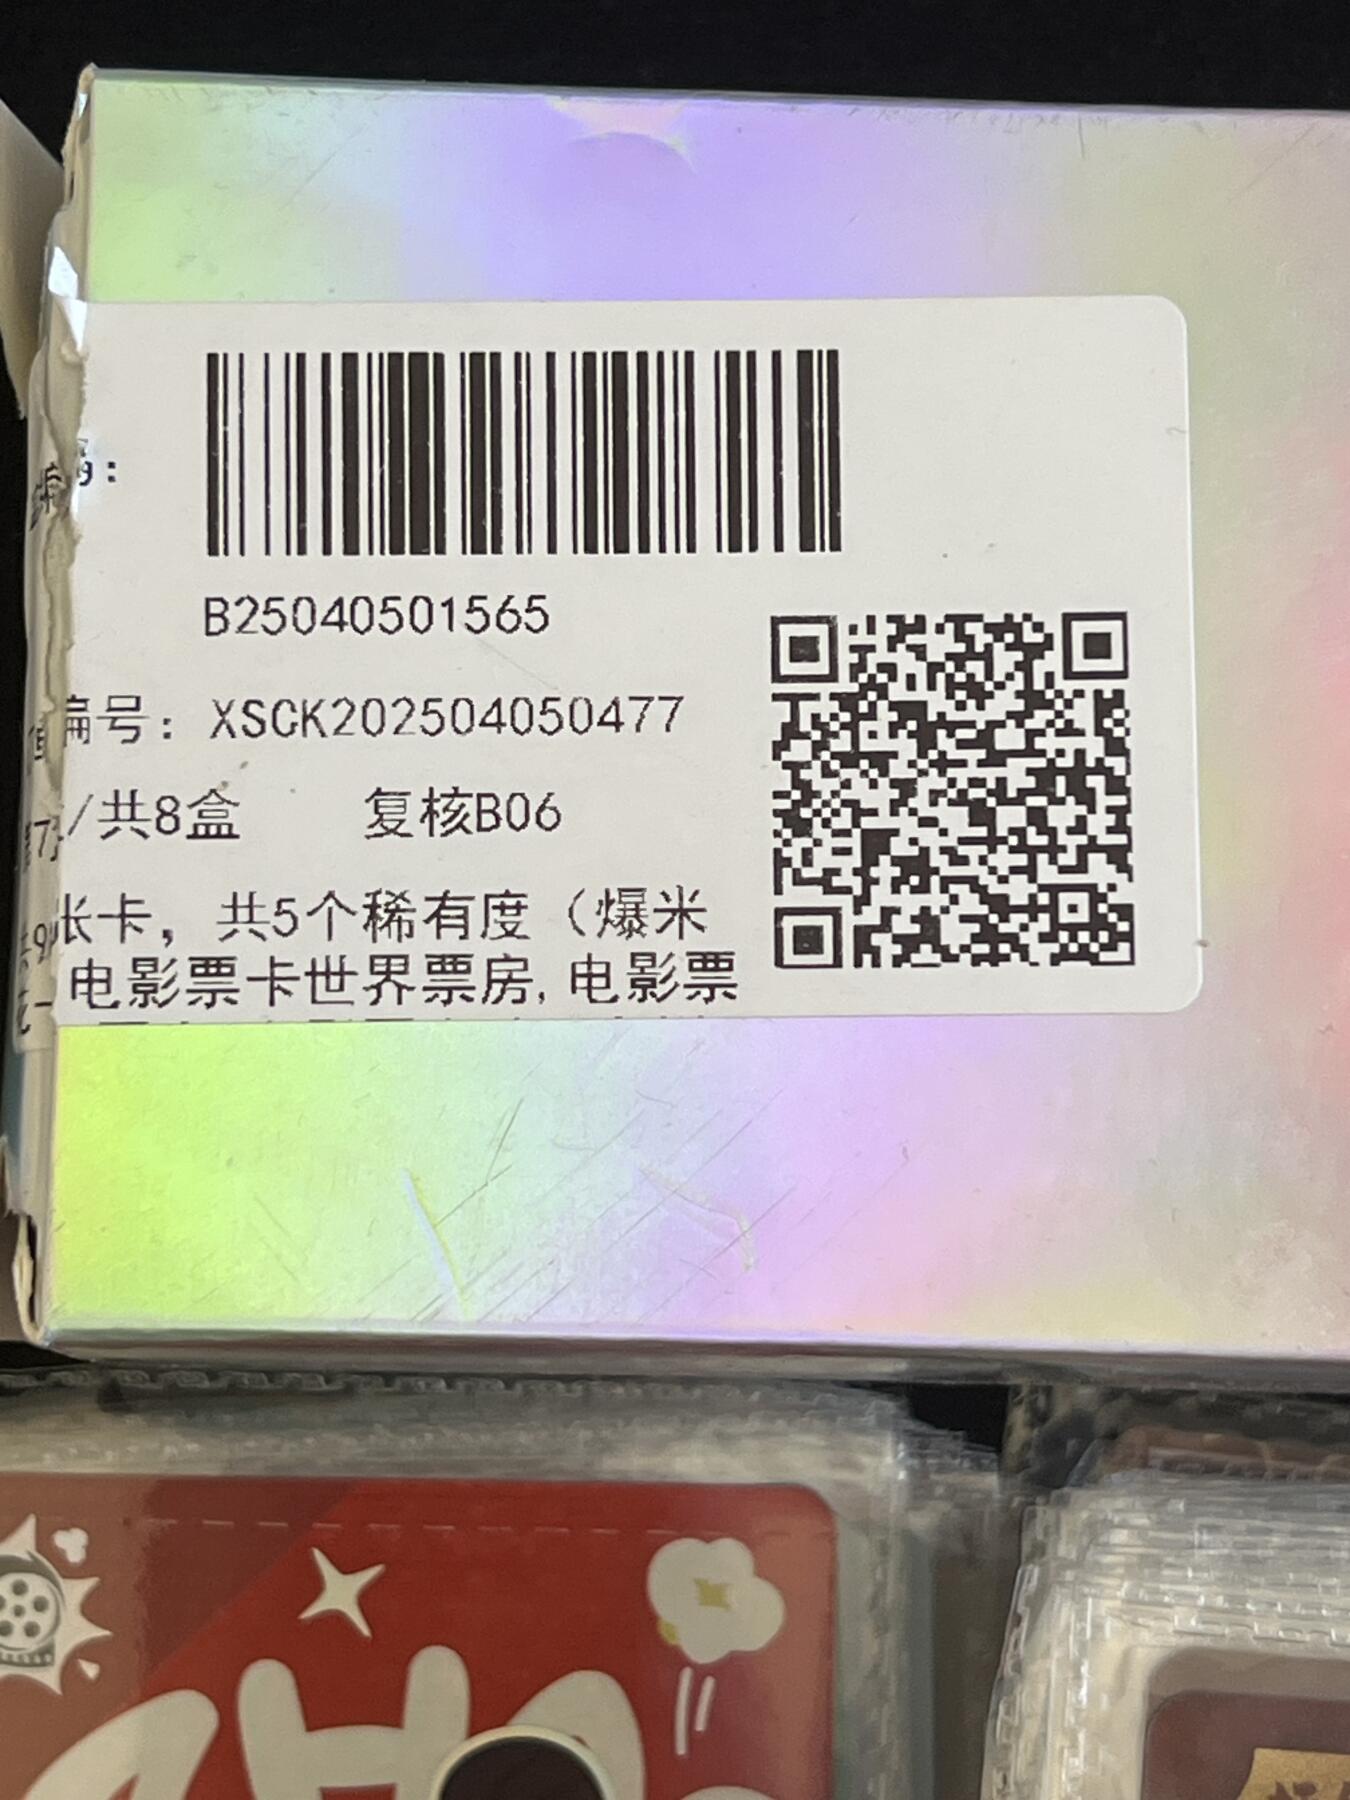 B25040501565
编号：XSCK202504050477
/共8盒 复核B06
张卡，共5个稀有度（爆米
电影票卡世界票房,电影票